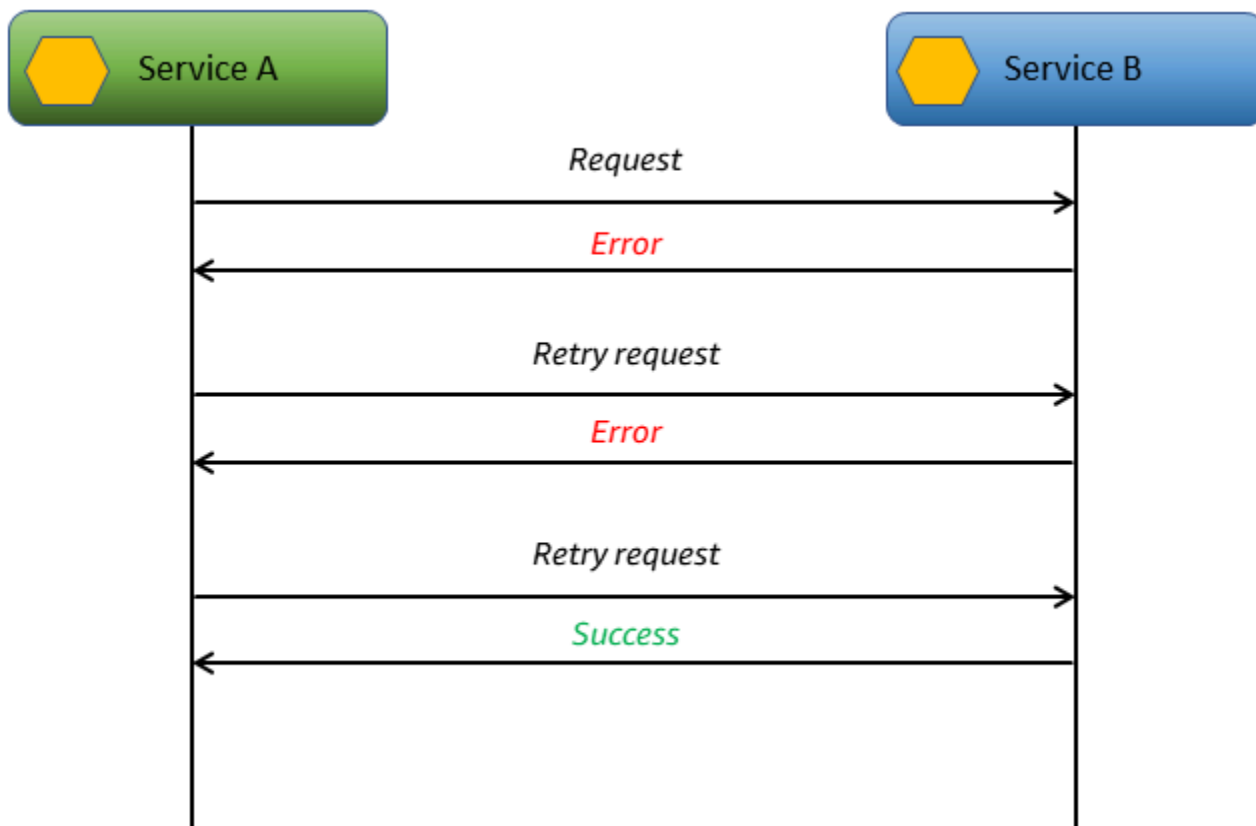 Service A
Service B
Request
Error
Retry request
Error
Retry request
Success